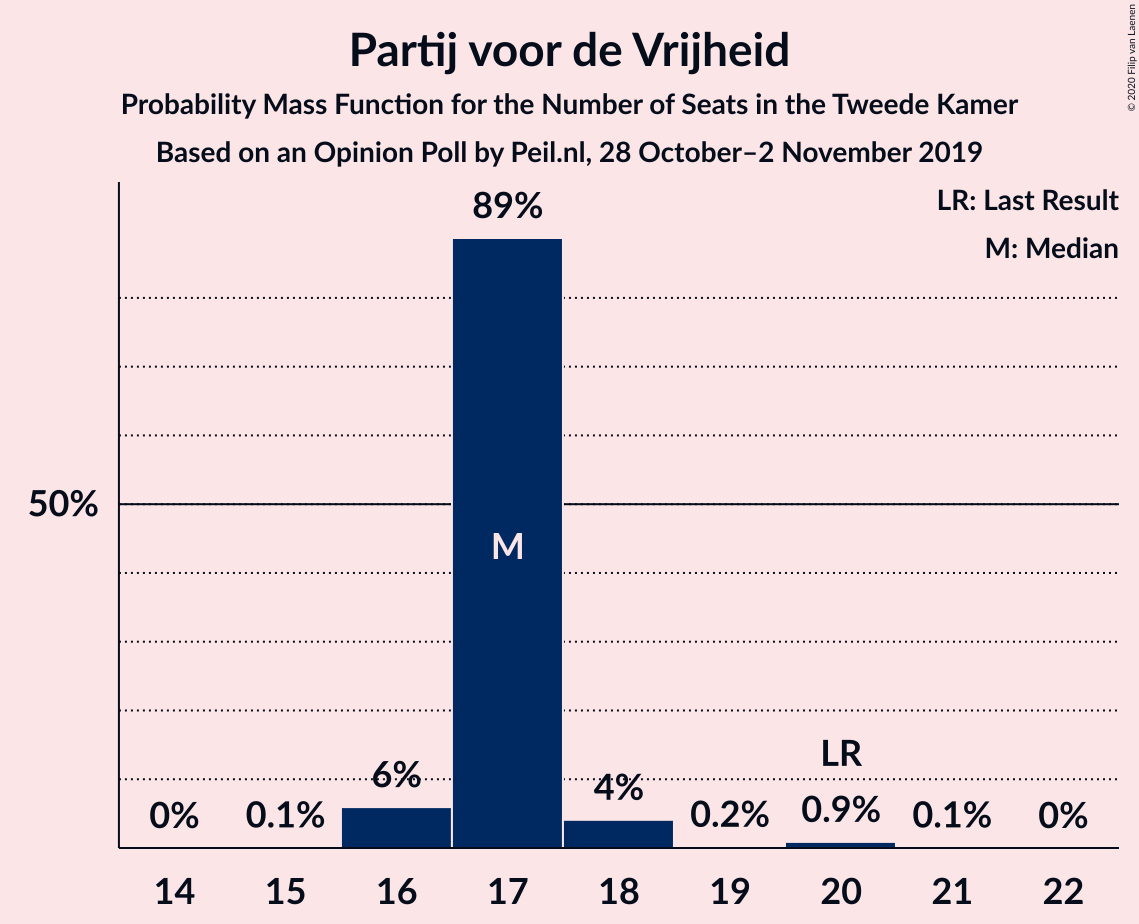 Partij voor de Vrijheid
Probability Mass Function for the Number of Seats in the Tweede Kamer
Based on an Opinion Poll by Peil.nl, 28 October–2 November 2019
© 2020 Filip van Laenen
LR: Last Result
M: Median
50%
0%
0.1%
6%
89%
M
4%
0.2%
LR
0.9%
0.1%
0%
14 15 16 17 18 19 20 21 22